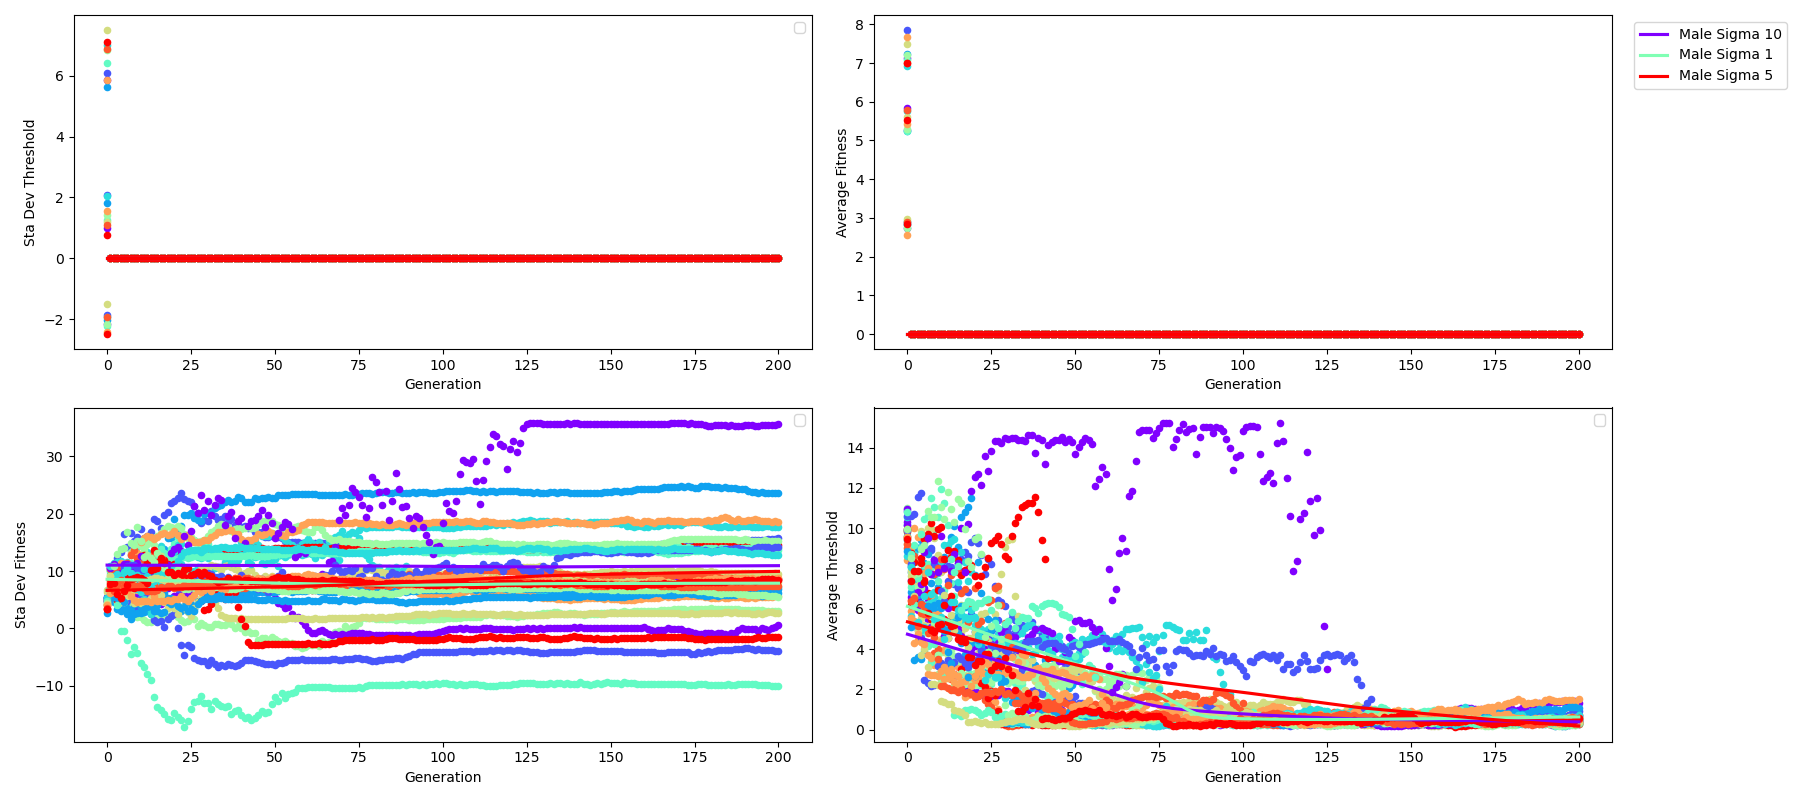 Sta Dev Threshold
6
4
2
0
−2
0 25 50 75 100 125 150 175 200
Generation
Average Fitness
8
7
6
5
4
3
2
1
0
0 25 50 75 100 125 150 175 200
Generation
Male Sigma 10
Male Sigma 1
Male Sigma 5
Sta Dev Fitness
30
20
10
0
−10
0 25 50 75 100 125 150 175 200
Generation
Average Threshold
14
12
10
8
6
4
2
0
0 25 50 75 100 125 150 175 200
Generation